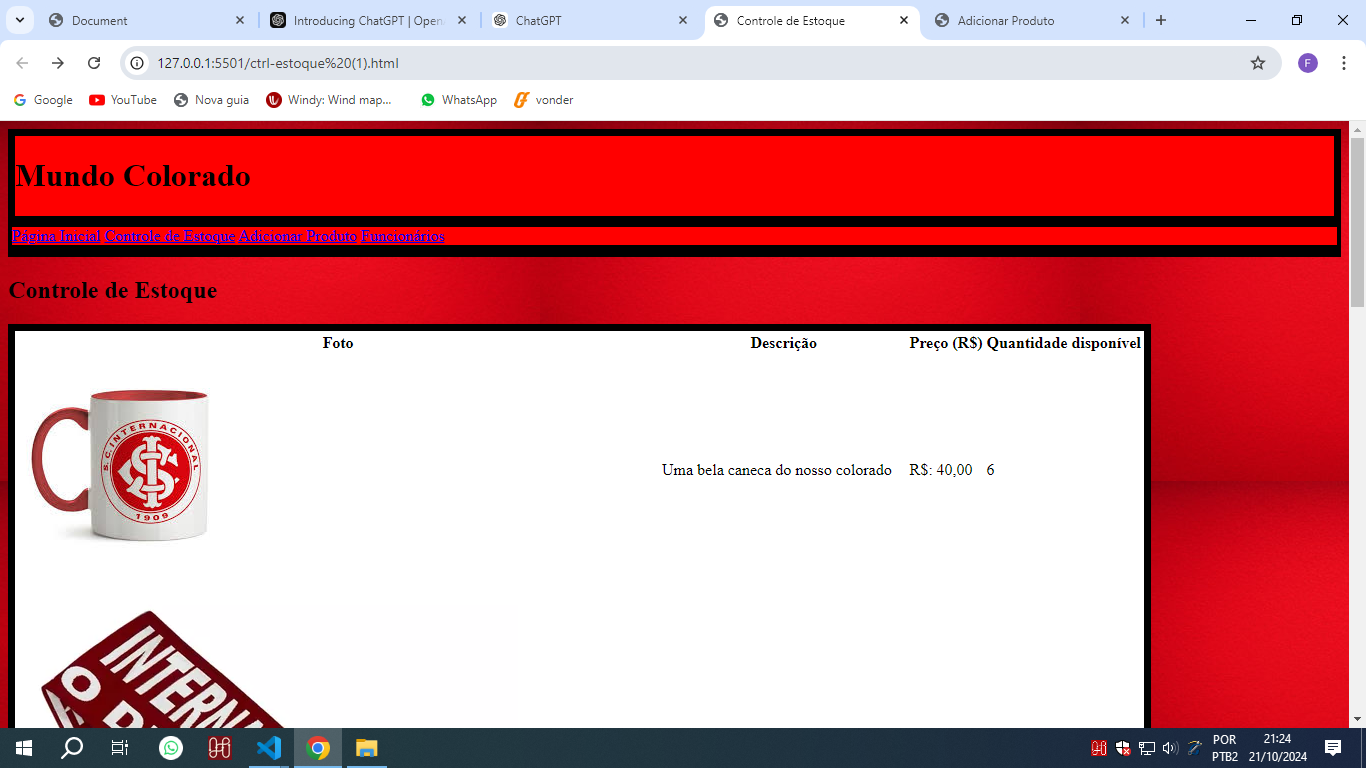 Document
Introducing ChatGPT | Open
ChatGPT
Controle de Estoque
Adicionar Produto
127.0.0.1:5501/ctrl-estoque%20(1).html
F
Google
YouTube
Nova guia
Windy: Wind map...
WhatsApp
vonder
Mundo Colorado
Página Inicial Controle de Estoque Adicionar Produto Funcionários
Controle de Estoque
Foto Descrição Preço (R$) Quantidade disponível
S.C. INTERNACIONAL
1909
Uma bela caneca do nosso colorado R$: 40,00 6
INTERNA
O
POR
PTB2
21:24
21/10/2024